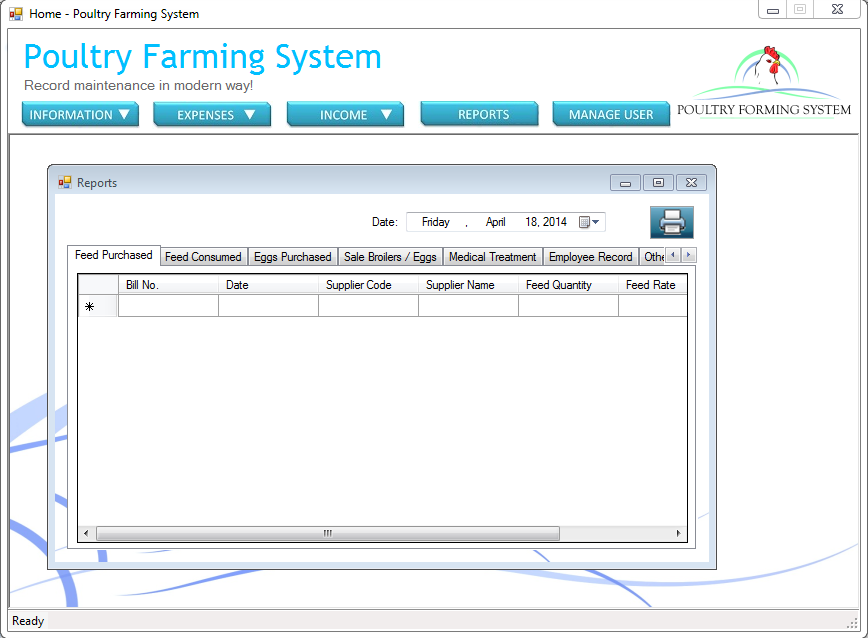 Home - Poultry Farming System
Poultry Farming System
Record maintenance in modern way!
INFORMATION EXPENSES INCOME REPORTS MANAGE USER
POULTRY FORMING SYSTEM
Reports
Date: Friday , April 18, 2014
Feed Purchased Feed Consumed Eggs Purchased Sale Broilers / Eggs Medical Treatment Employee Record Othe
Bill No. Date Supplier Code Supplier Name Feed Quantity Feed Rate
Ready